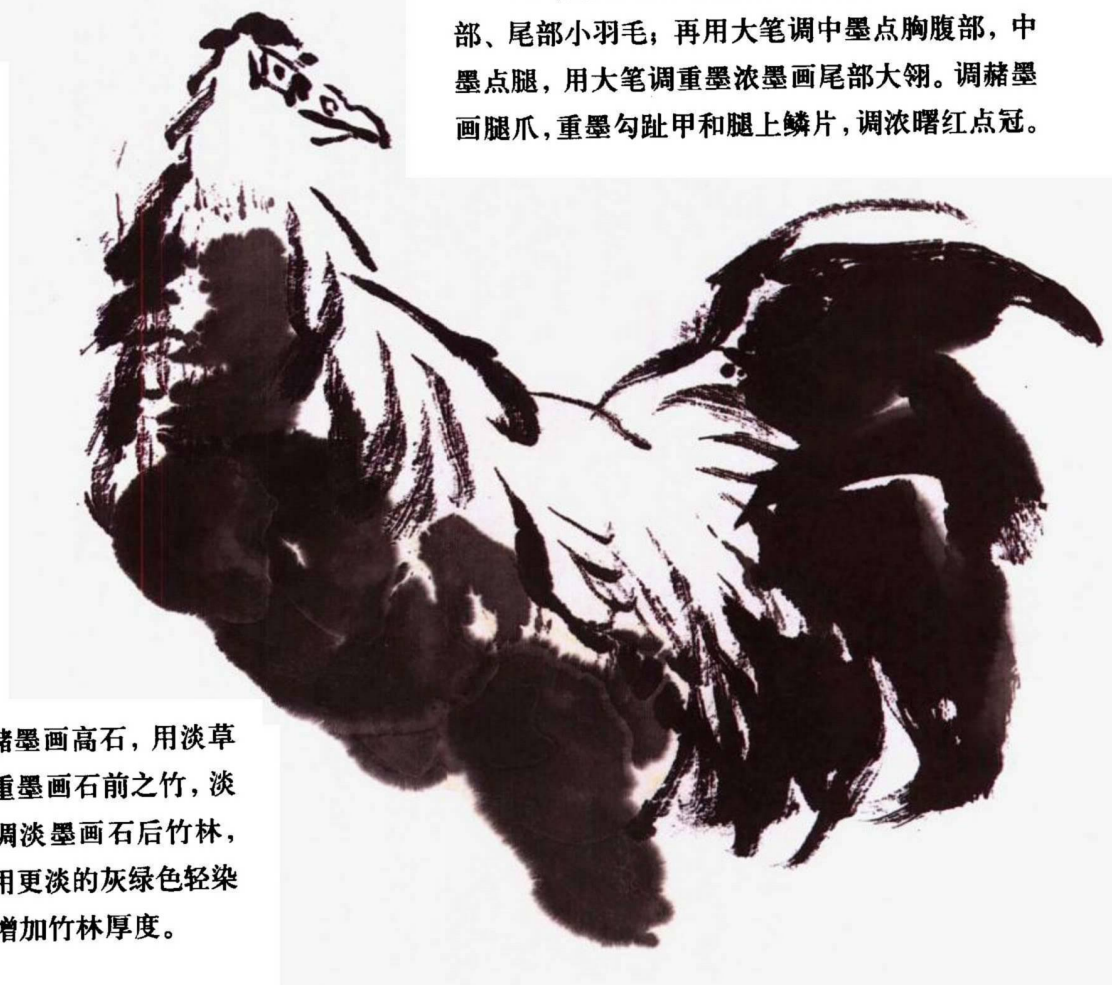 部、尾部小羽毛；再用大笔调中墨点胸腹部，中
墨点腿，用大笔调重墨浓墨画尾部大翎。调赭墨
画腿爪，重墨勾趾甲和腿上鳞片，调浓曙红点冠。
赭墨画高石，用淡草
重墨画石前之竹，淡
调淡墨画石后竹林，
用更淡的灰绿色轻染
增加竹林厚度。